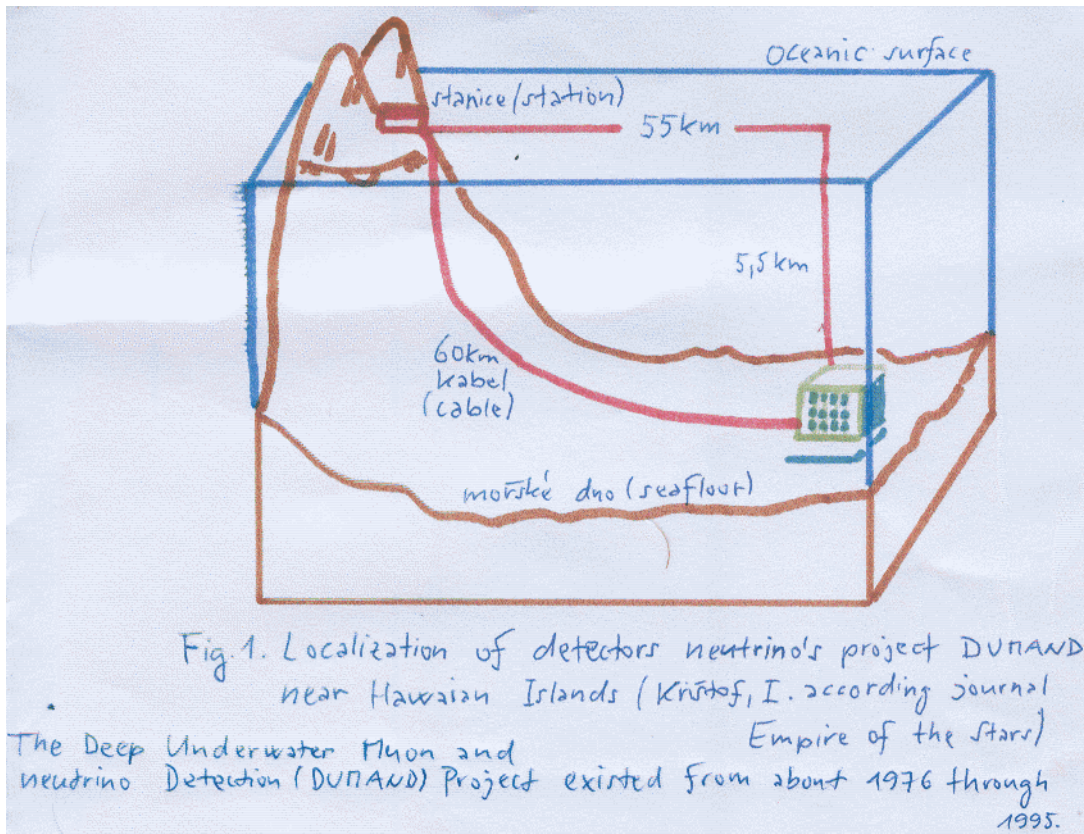 Oceanic surface
stanice/station)
55km
5,5km
60km
kabel
(cable)
mořské dno (seafloor)
Fig.1. Localization of detectors neutrino's project DUMAND
near Hawaian Islands (Krištof, I. according journal
Empire of the stars)
The Deep Underwater Muon and
neutrino Detection (DUMAND) Project existed from about 1976 through
1995.